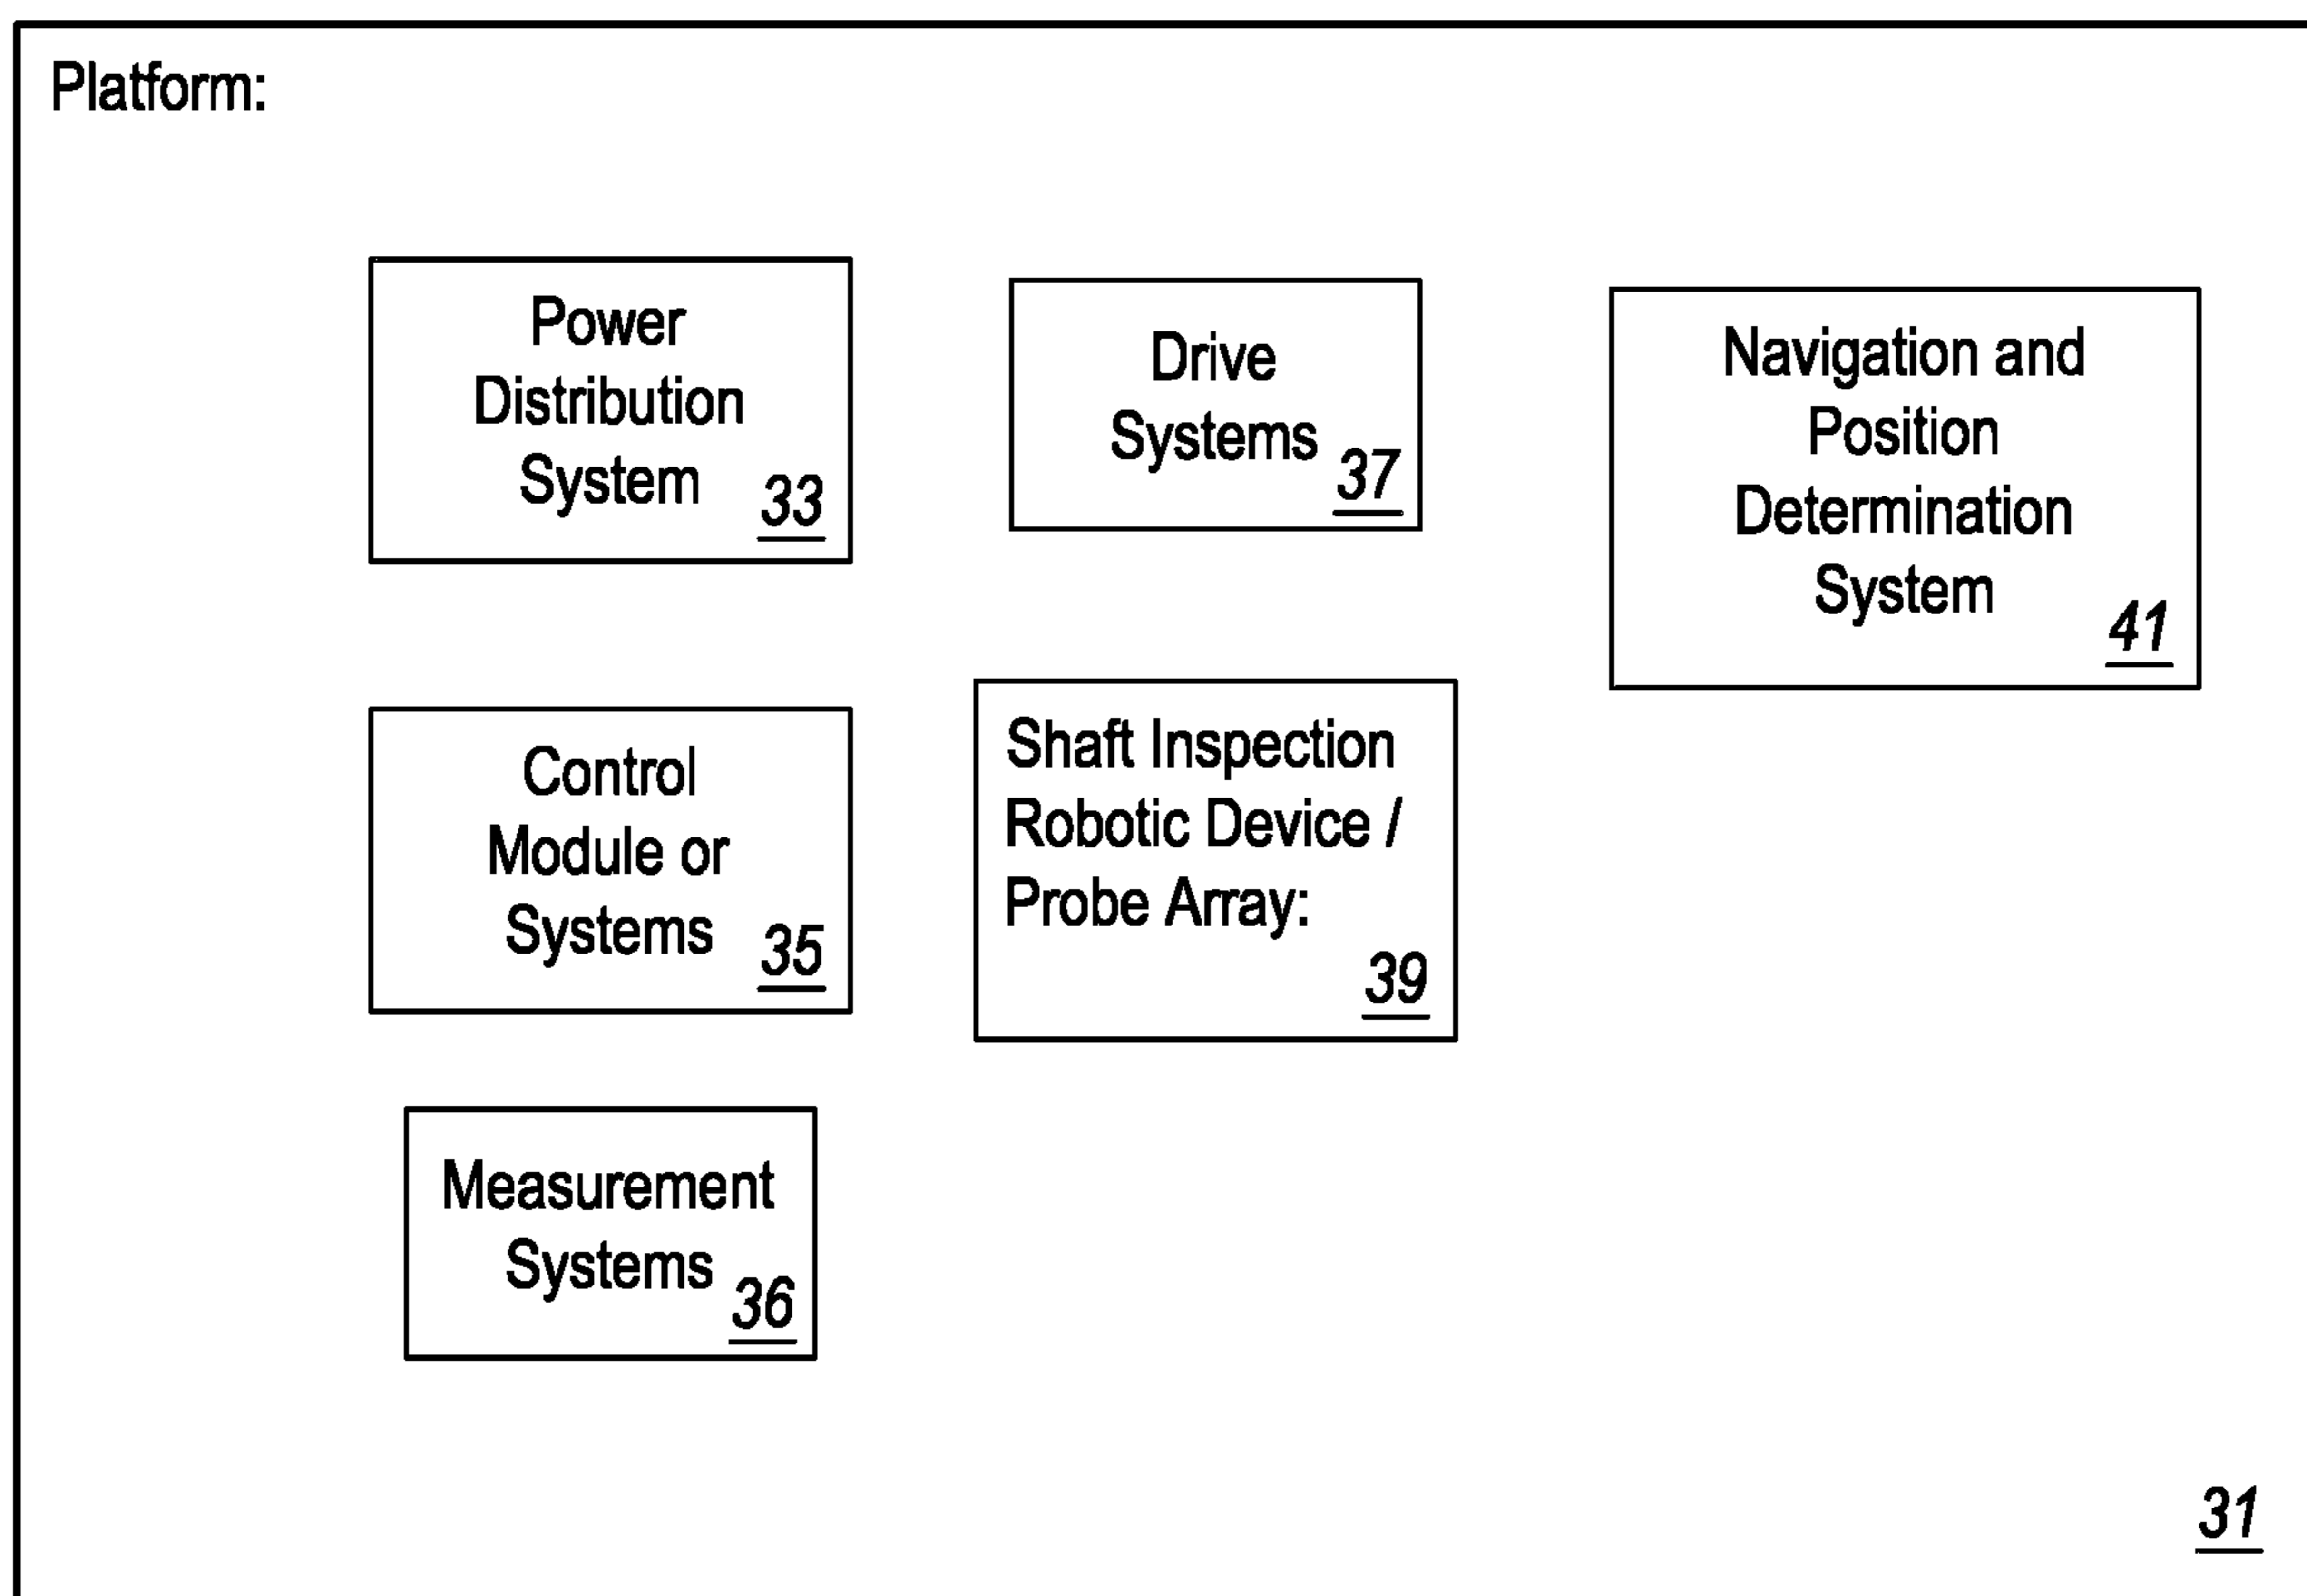 Platform:
Power
Distribution
System
33
Drive
Systems
37
Navigation and
Position
Determination
System
41
Control
Module or
Systems
35
Shaft Inspection
Robotic Device /
Probe Array:
39
Measurement
Systems
36
31